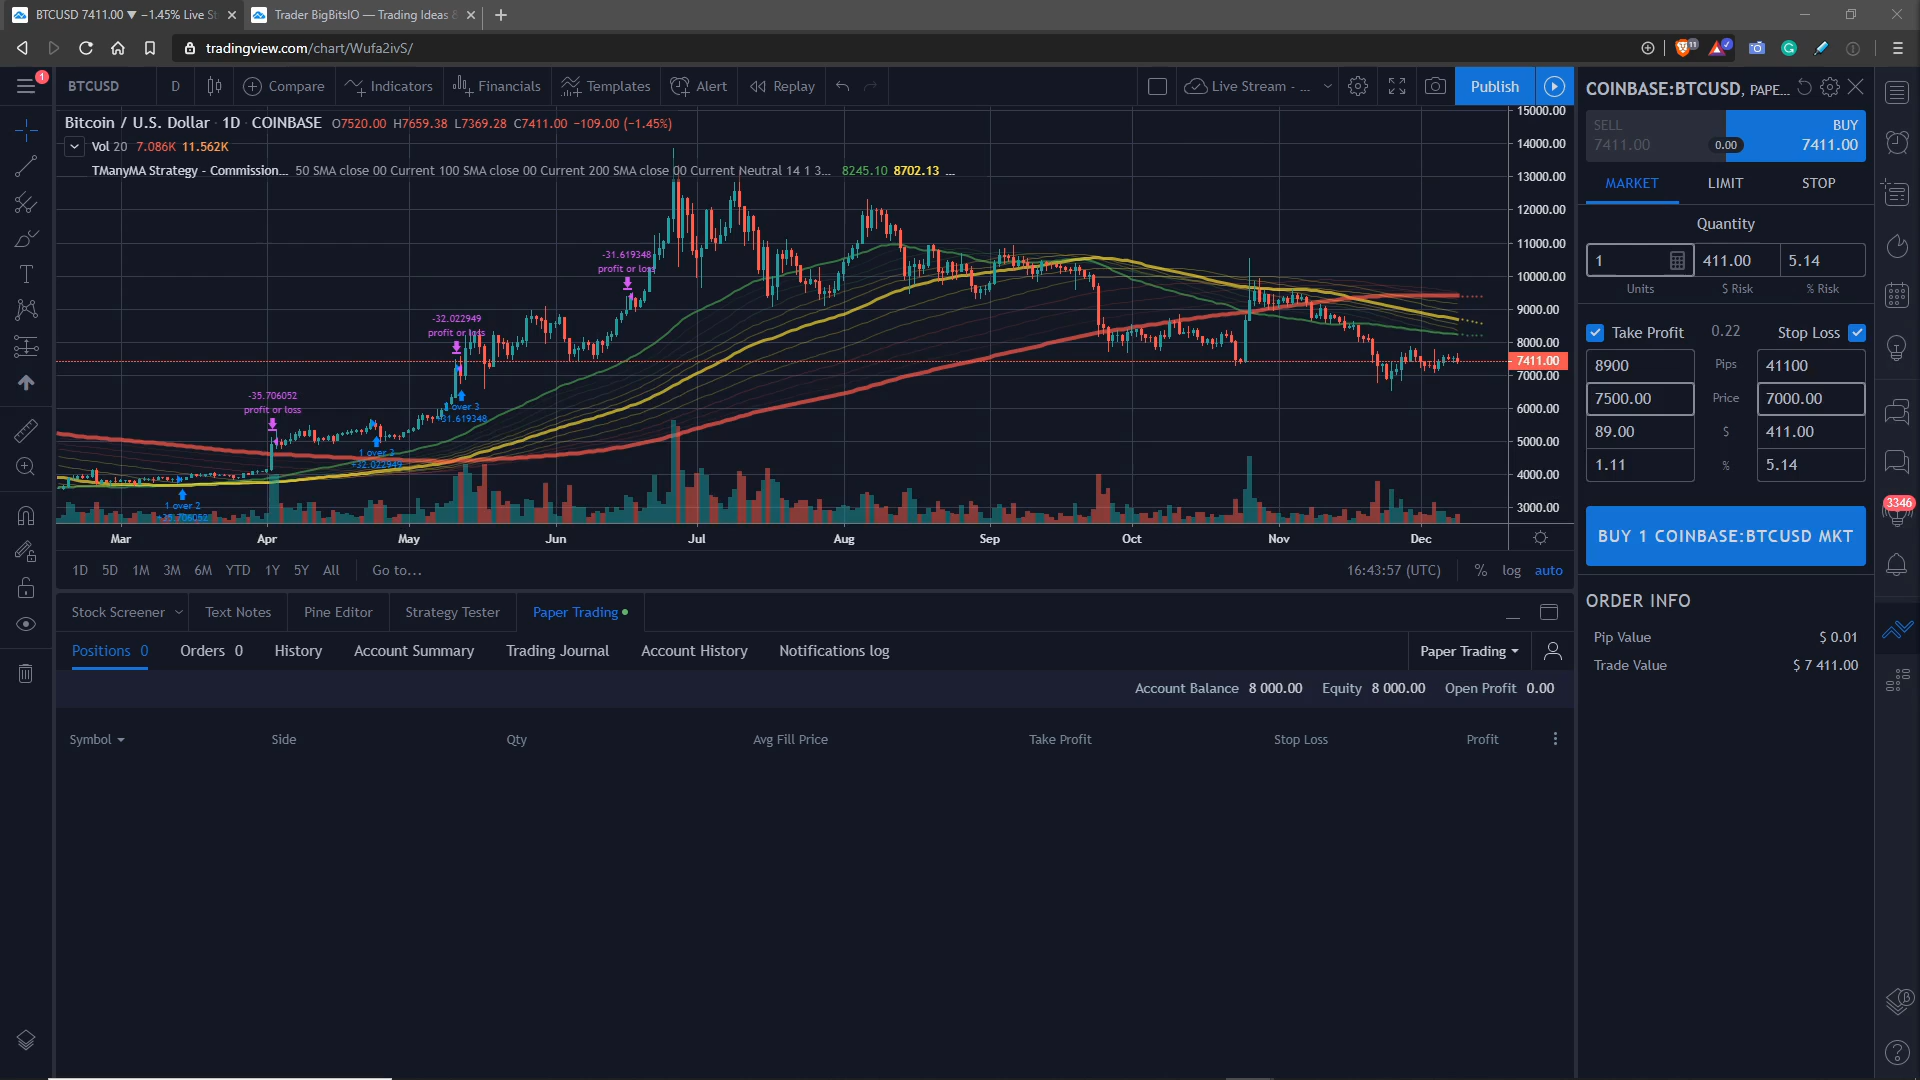 BTCUSD 7411.00 ▼ −1.45% Live St
Trader BigBitsIO — Trading Ideas &
tradingview.com/chart/Wufa2ivS/
11
1
BTCUSD
D
Compare
Indicators
Financials
Templates
Alert
Replay
Live Stream - ...
Publish
Bitcoin / U.S. Dollar · 1D · COINBASE O7520.00 H7659.38 L7369.28 C7411.00 −109.00 (−1.45%)
Vol 20 7.086K 11.562K
TManyMA Strategy - Commission... 50 SMA close 00 Current 100 SMA close 00 Current 200 SMA close 00 Current Neutral 14 1 3... 8245.10 8702.13 ...
15000.00
14000.00
13000.00
12000.00
11000.00
10000.00
9000.00
8000.00
7411.00
7000.00
6000.00
5000.00
4000.00
3000.00
-31.619348
profit or loss
-32.022949
profit or loss
-35.706052
profit or loss
1 over 3
+31.619348
1 over 3
+32.022949
1 over 2
+35.706052
Mar Apr May Jun Jul Aug Sep Oct Nov Dec
1D 5D 1M 3M 6M YTD 1Y 5Y All Go to...
16:43:57 (UTC) % log auto
Stock Screener Text Notes Pine Editor Strategy Tester Paper Trading
Positions 0 Orders 0 History Account Summary Trading Journal Account History Notifications log
Paper Trading
Account Balance 8 000.00 Equity 8 000.00 Open Profit 0.00
Symbol Side Qty Avg Fill Price Take Profit Stop Loss Profit
COINBASE:BTCUSD, PAPE...
SELL
7411.00
0.00
BUY
7411.00
MARKET LIMIT STOP
Quantity
1 411.00 5.14
Units $ Risk % Risk
Take Profit 0.22 Stop Loss
8900 Pips 41100
7500.00 Price 7000.00
89.00 $ 411.00
1.11 % 5.14
BUY 1 COINBASE:BTCUSD MKT
ORDER INFO
Pip Value $ 0.01
Trade Value $ 7 411.00
3346